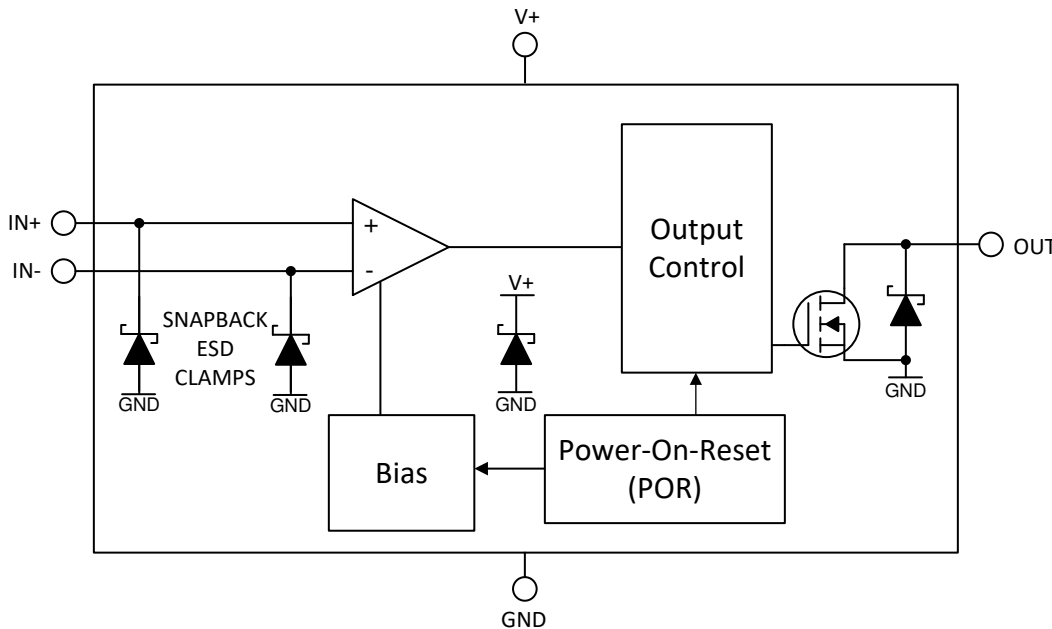 V+
IN+
+
IN-
-
SNAPBACK
ESD
CLAMPS
GND
GND
V+
GND
Output
Control
OUT
GND
Bias
Power-On-Reset
(POR)
GND